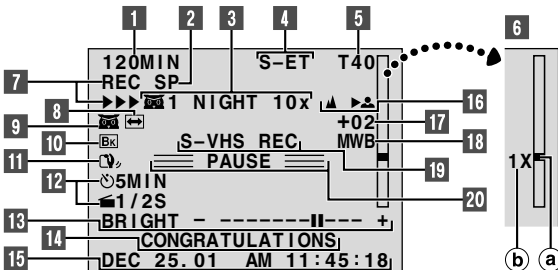 1 2 3 4 5 6
120MIN S-ET T40
7 REC SP
▶▶▶ 1 NIGHT 10x 16
8
9 +02 17
10 BK MWB 18
S-VHS REC
11 PAUSE 19
12 5MIN 20
1/2S
1X
13 BRIGHT - ---------- --- +
14 CONGRATULATIONS
15 DEC 25.01 AM 11:45:18
b a